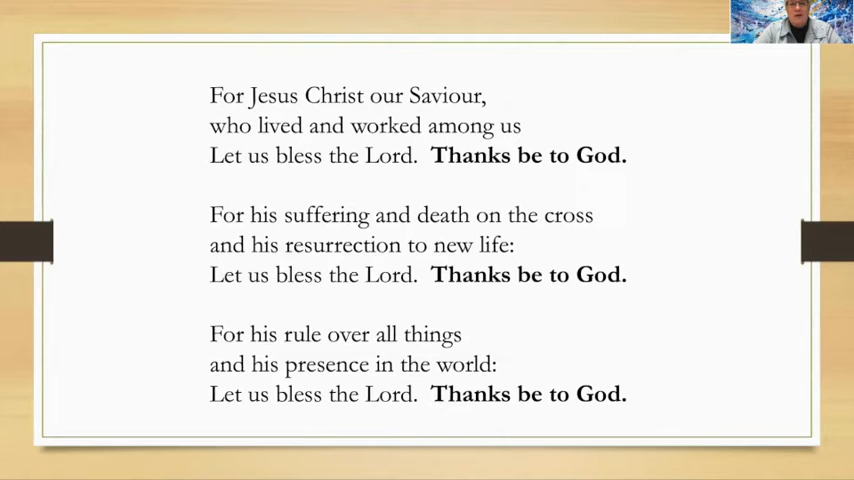 For Jesus Christ our Saviour,
who lived and worked among us
Let us bless the Lord. Thanks be to God.
For his suffering and death on the cross
and his resurrection to new life:
Let us bless the Lord. Thanks be to God.
For his rule over all things
and his presence in the world:
Let us bless the Lord. Thanks be to God.